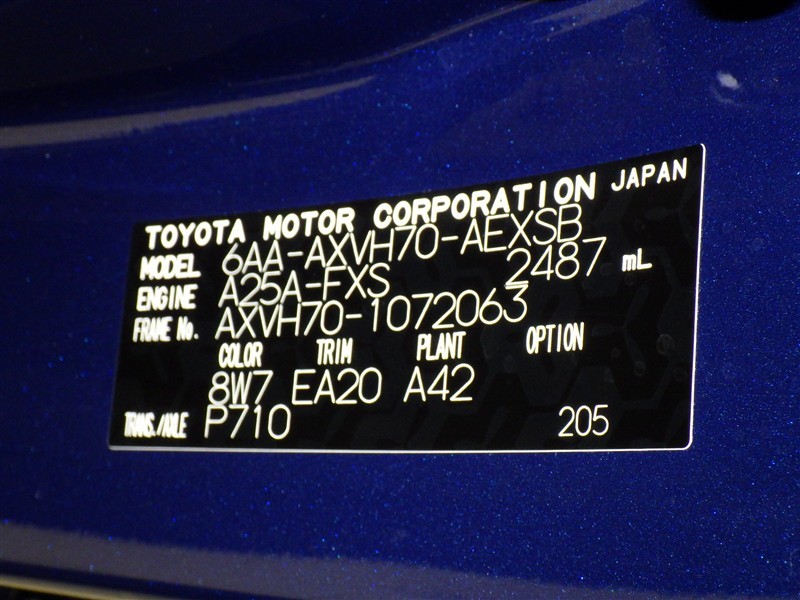 TOYOTA MOTOR CORPORATION JAPAN
MODEL 6AA-AXVH70-AEXSB
ENGINE A25A-FXS 2487 mL
FRAME No. AXVH70-1072063
COLOR TRIM PLANT OPTION
8W7 EA20 A42
TRANS./AXLE P710 205